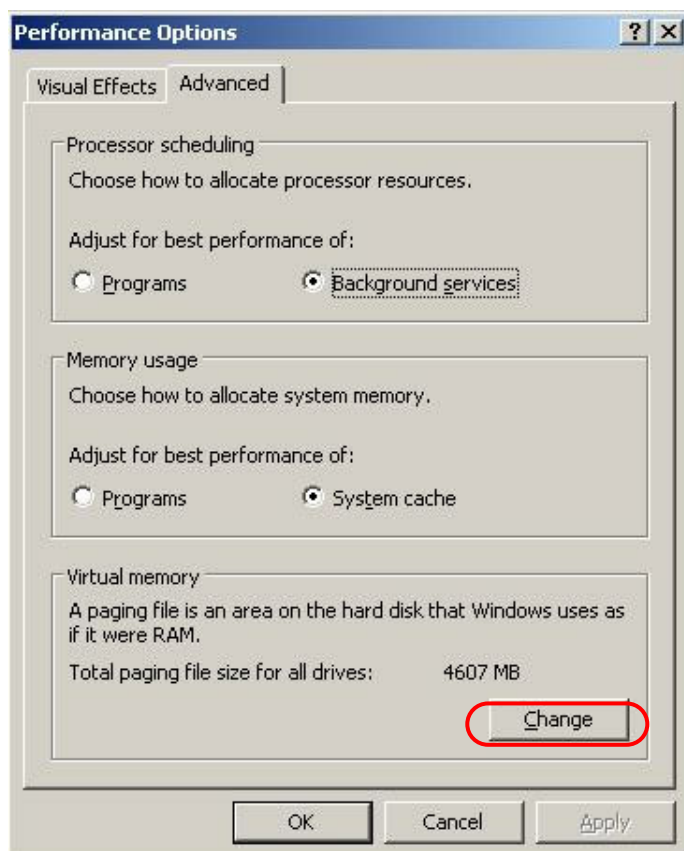 Performance Options
Visual Effects Advanced
Processor scheduling
Choose how to allocate processor resources.
Adjust for best performance of:
Programs Background services
Memory usage
Choose how to allocate system memory.
Adjust for best performance of:
Programs System cache
Virtual memory
A paging file is an area on the hard disk that Windows uses as
if it were RAM.
Total paging file size for all drives: 4607 MB
Change
OK Cancel Apply